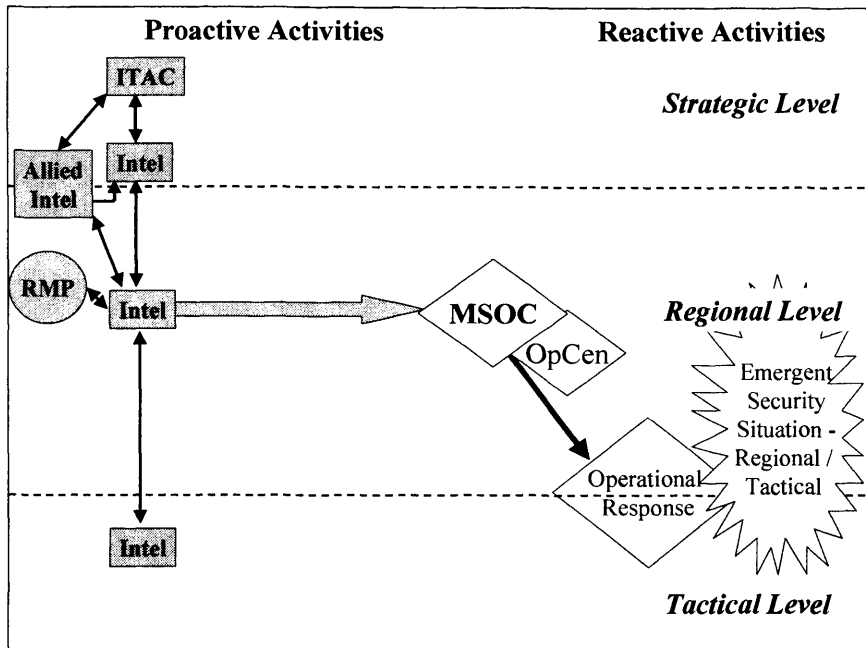 Proactive Activities
Reactive Activities
ITAC
Strategic Level
Allied
Intel
Intel
RMP
Intel
MSOC
OpCen
Regional Level
Emergent
Security
Situation -
Regional /
Tactical
Operational
Response
Intel
Tactical Level